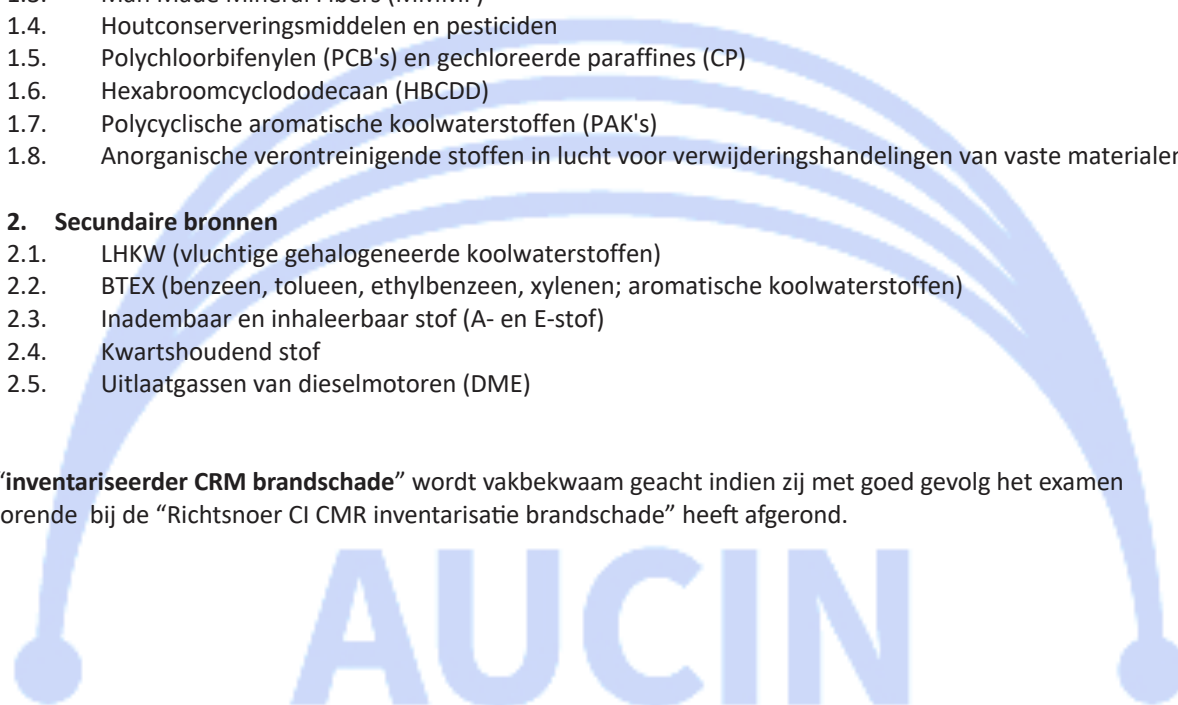 1.4. Houtconserveringsmiddelen en pesticiden
1.5. Polychloorbifenylen (PCB's) en gechloreerde paraffines (CP)
1.6. Hexabroomcyclododecaan (HBCDD)
1.7. Polycyclische aromatische koolwaterstoffen (PAK's)
1.8. Anorganische verontreinigende stoffen in lucht voor verwijderingshandelingen van vaste materialen
2. Secundaire bronnen
2.1. LHKW (vluchtige gehalogeneerde koolwaterstoffen)
2.2. BTEX (benzeen, tolueen, ethylbenzeen, xylenen; aromatische koolwaterstoffen)
2.3. Inadembaar en inhaleerbaar stof (A- en E-stof)
2.4. Kwartshoudend stof
2.5. Uitlaatgassen van dieselmotoren (DME)
“inventariseerder CRM brandschade” wordt vakbekwaam geacht indien zij met goed gevolg het examen
orende bij de “Richtsnoer CI CMR inventarisatie brandschade” heeft afgerond.
AUCIN